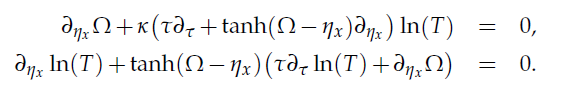 ∂_{η_x}Ω + κ(τ∂_τ + tanh(Ω − η_x)∂_{η_x}) ln(T) = 0,
∂_{η_x} ln(T) + tanh(Ω − η_x)(τ∂_τ ln(T) + ∂_{η_x}Ω) = 0.